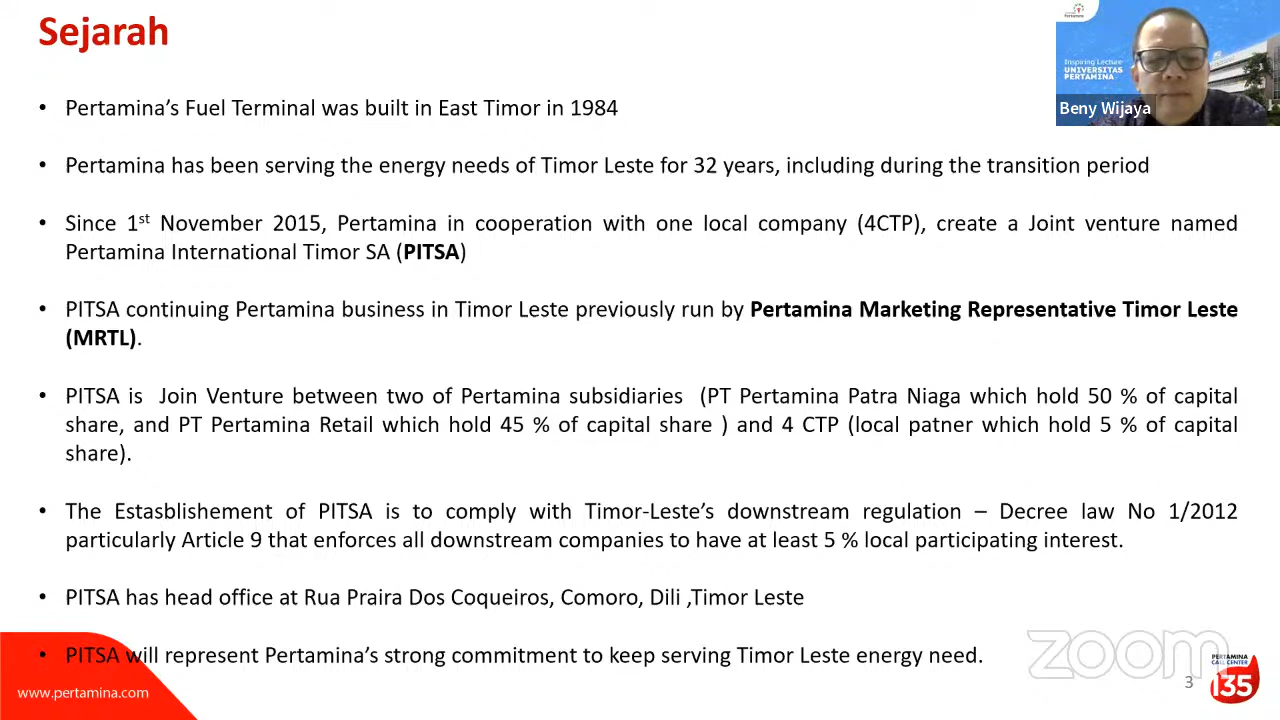 Sejarah
• Pertamina’s Fuel Terminal was built in East Timor in 1984
• Pertamina has been serving the energy needs of Timor Leste for 32 years, including during the transition period
• Since 1st November 2015, Pertamina in cooperation with one local company (4CTP), create a Joint venture named
Pertamina International Timor SA (PITSA)
• PITSA continuing Pertamina business in Timor Leste previously run by Pertamina Marketing Representative Timor Leste
(MRTL).
• PITSA is Join Venture between two of Pertamina subsidiaries (PT Pertamina Patra Niaga which hold 50 % of capital
share, and PT Pertamina Retail which hold 45 % of capital share ) and 4 CTP (local patner which hold 5 % of capital
share).
• The Estasblishement of PITSA is to comply with Timor-Leste’s downstream regulation – Decree law No 1/2012
particularly Article 9 that enforces all downstream companies to have at least 5 % local participating interest.
• PITSA has head office at Rua Praira Dos Coqueiros, Comoro, Dili ,Timor Leste
• PITSA will represent Pertamina’s strong commitment to keep serving Timor Leste energy need.
www.pertamina.com
3
zoom
PERTAMINA
CALL CENTER
135
Pertamina
Inspiring Lecture
UNIVERSITAS
PERTAMINA
Beny Wijaya